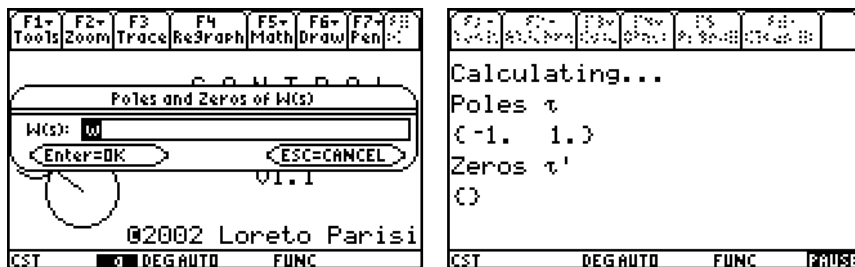 F1▾ F2▾ F3 F4 F5▾ F6▾ F7▾
Tools Zoom Trace ReGraph Math Draw Pen
CONTROL
Poles and Zeros of W(s)
W(s): w
Enter=OK ESC=CANCEL
v1.1
©2002 Loreto Parisi
CST DEG AUTO FUNC
Calculating...
Poles τ
{-1. 1.}
Zeros τ'
{}
CST DEG AUTO FUNC PAUSE